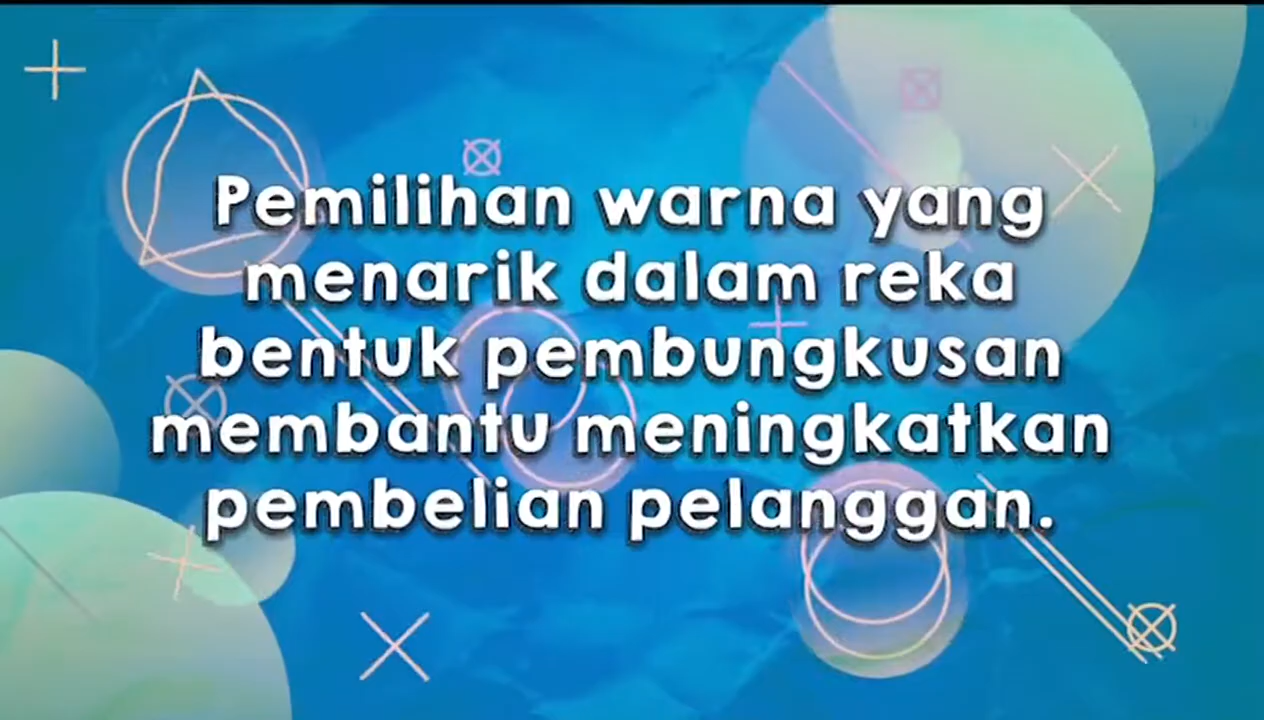 Pemilihan warna yang
menarik dalam reka
bentuk pembungkusan
membantu meningkatkan
pembelian pelanggan.